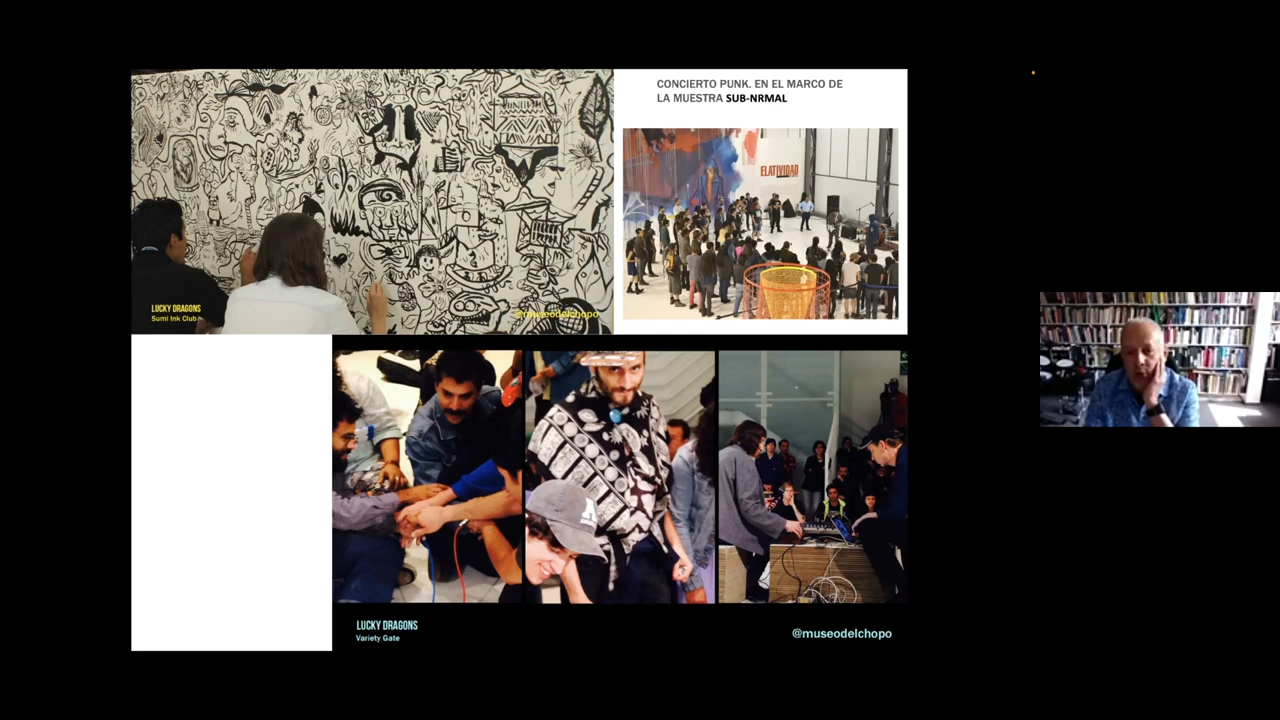 CONCIERTO PUNK. EN EL MARCO DE
LA MUESTRA SUB-NRMAL
ELATIVIDAD
LUCKY DRAGONS
Sumi Ink Club
@museodelchopo
LUCKY DRAGONS
Variety Gate
@museodelchopo